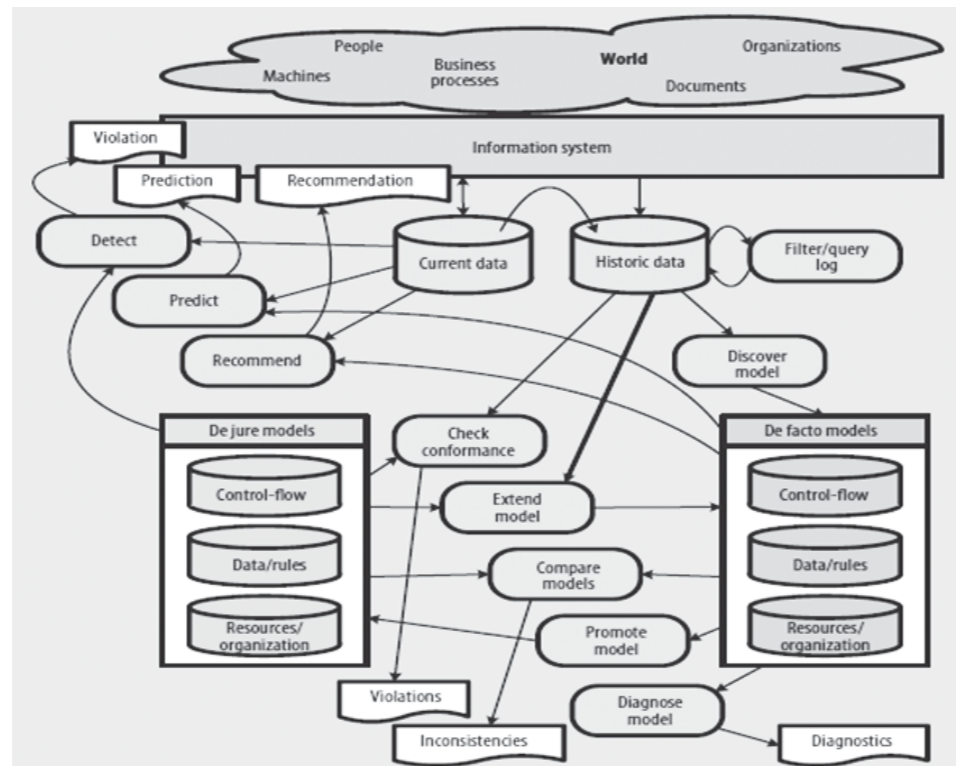 People
Organizations
World
Business
processes
Machines
Documents
Violation
Information system
Prediction
Recommendation
Detect
Current data
Historic data
Filter/query
log
Predict
Recommend
Discover
model
De jure models
Check
conformance
De facto models
Control-flow
Extend
model
Control-flow
Data/rules
Compare
models
Data/rules
Resources/
organization
Promote
model
Resources/
organization
Violations
Diagnose
model
Inconsistencies
Diagnostics